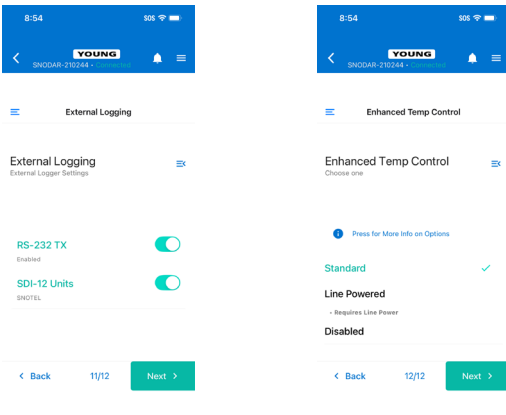 8:54
SOS
YOUNG
SNODAR-210244 • Connected
External Logging
External Logging
External Logger Settings
RS-232 TX
Enabled
SDI-12 Units
SNOTEL
Back
11/12
Next
8:54
SOS
YOUNG
SNODAR-210244 • Connected
Enhanced Temp Control
Enhanced Temp Control
Choose one
Press for More Info on Options
Standard
Line Powered
• Requires Line Power
Disabled
Back
12/12
Next